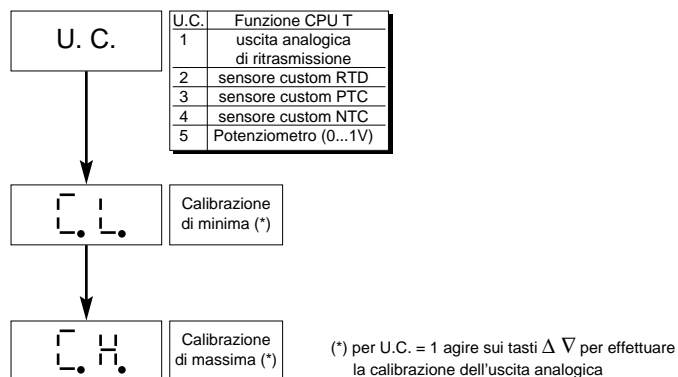 U. C.
U.C. Funzione CPU T
1 uscita analogica
di ritrasmissione
2 sensore custom RTD
3 sensore custom PTC
4 sensore custom NTC
5 Potenziometro (0...1V)
C. L.
Calibrazione
di minima (*)
C. H.
Calibrazione
di massima (*)
(*) per U.C. = 1 agire sui tasti Δ ∇ per effettuare
la calibrazione dell'uscita analogica